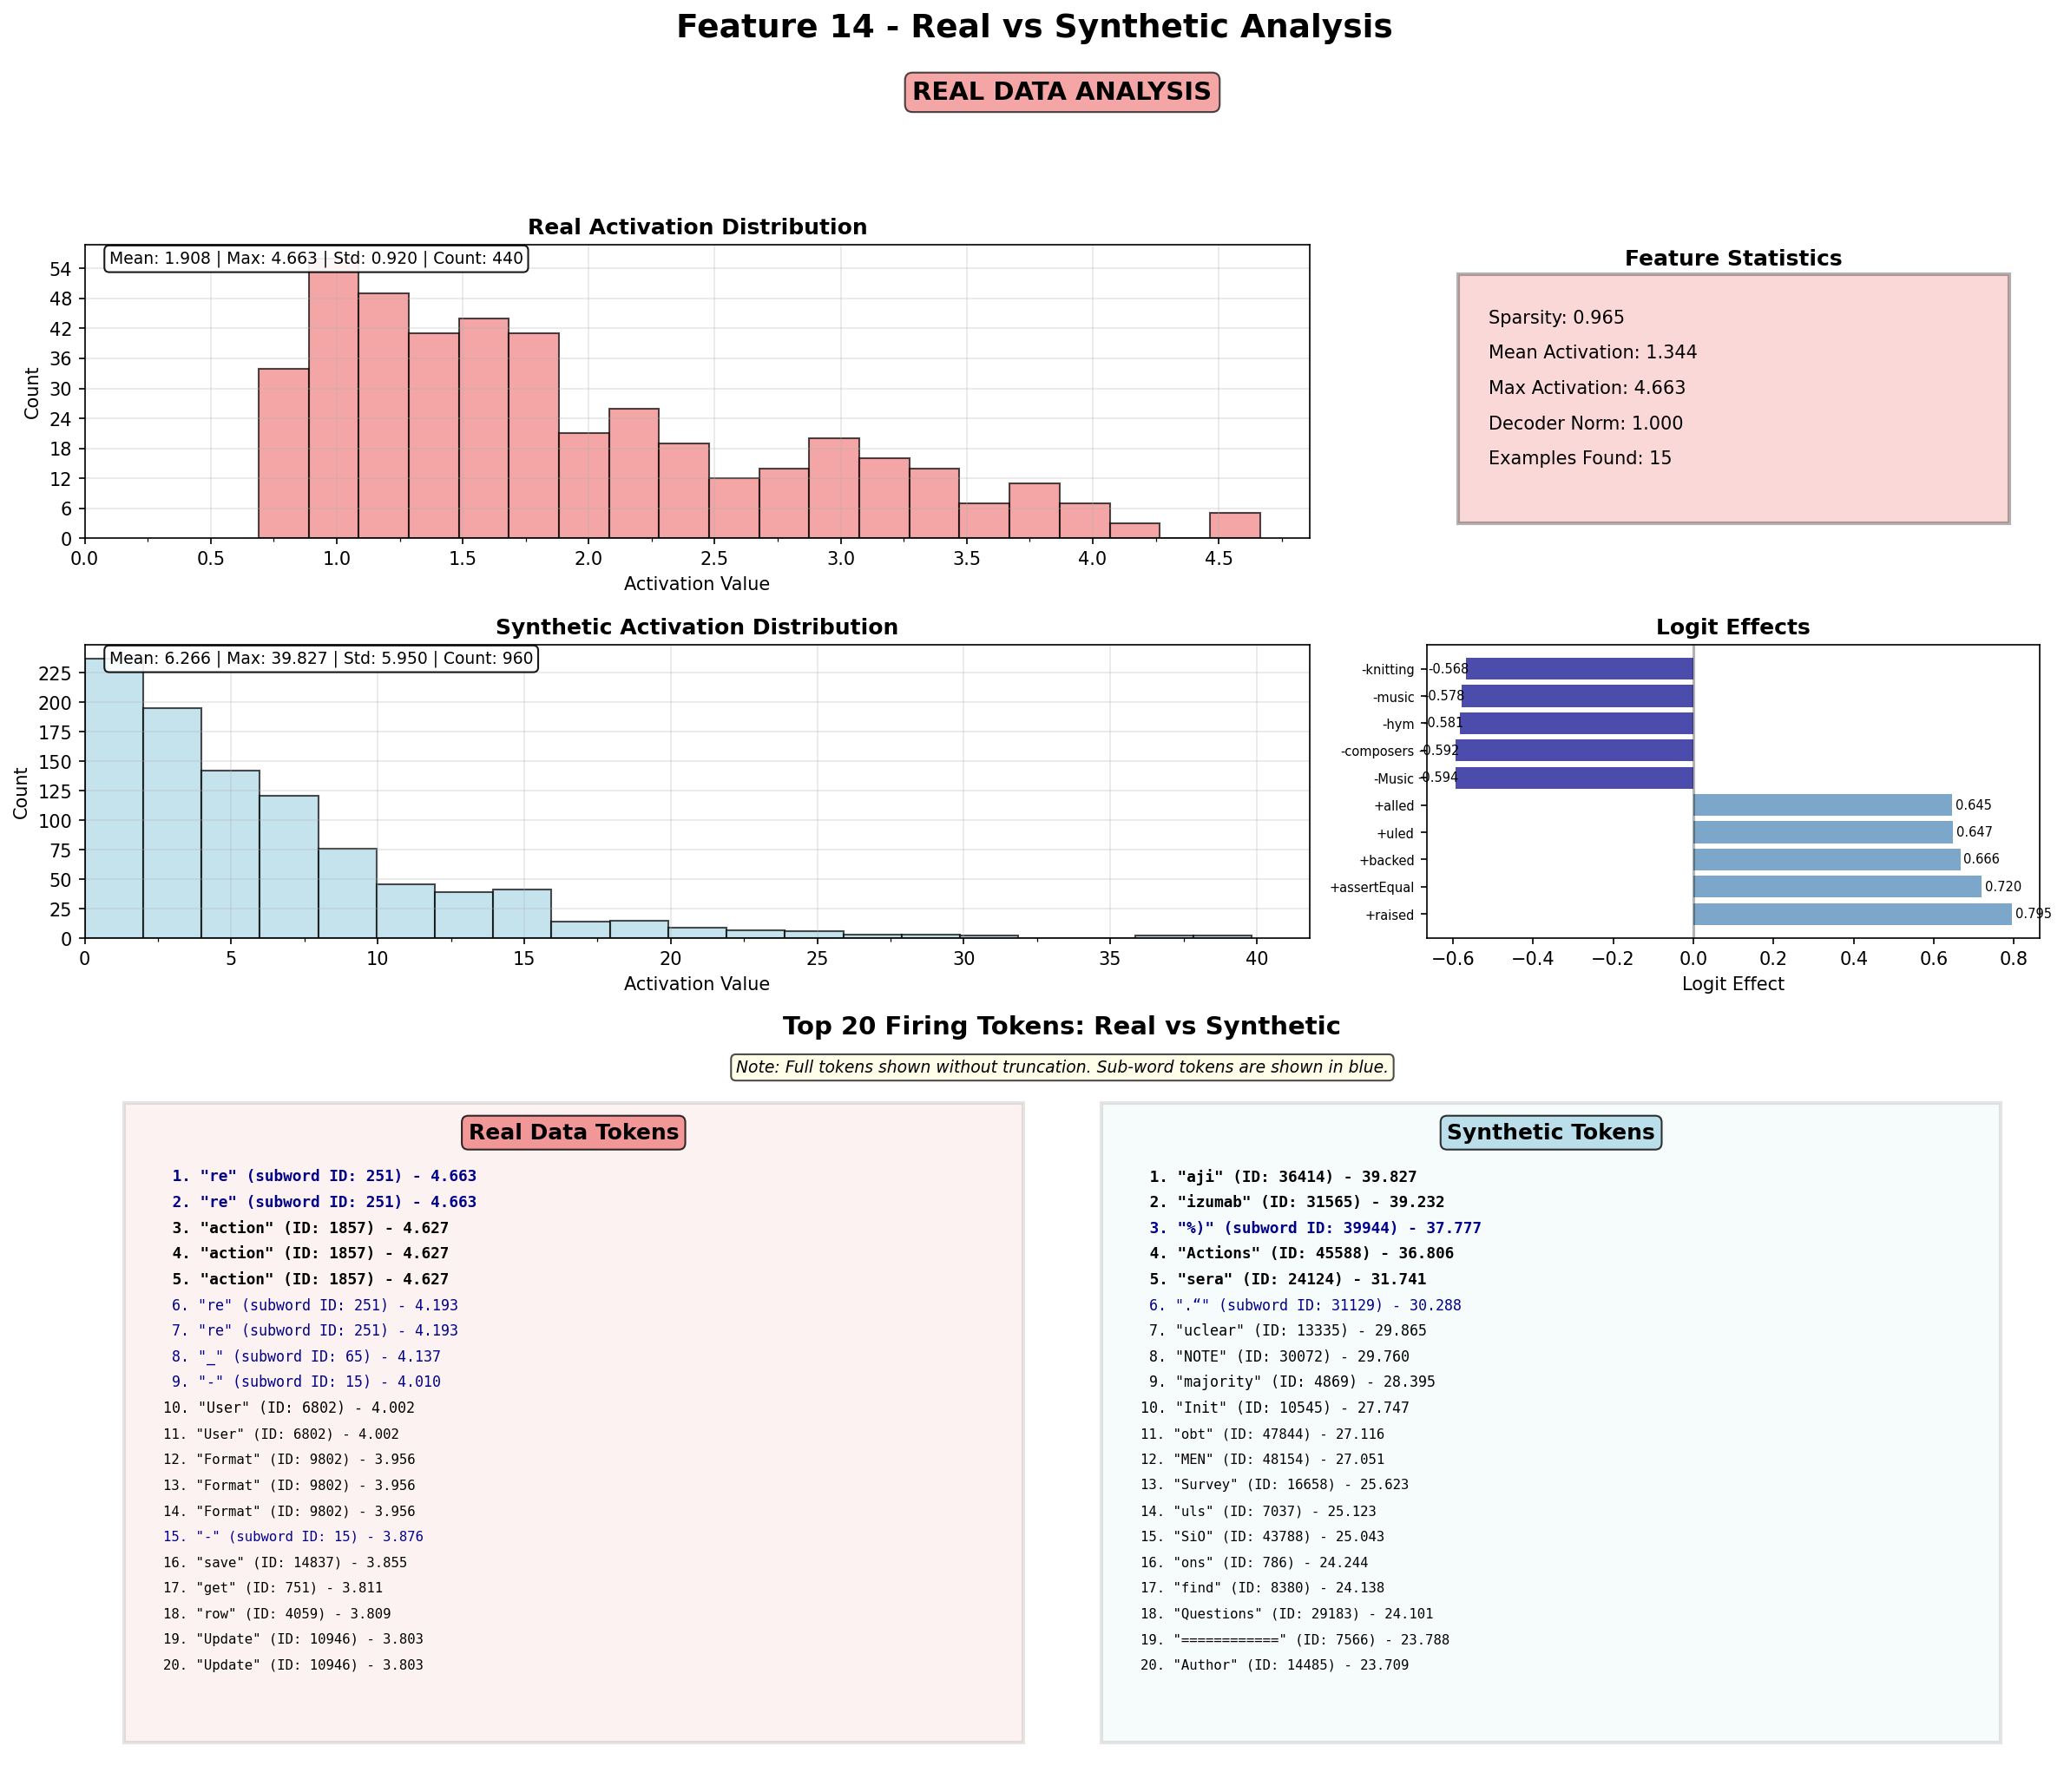 Feature 14 - Real vs Synthetic Analysis
REAL DATA ANALYSIS
Real Activation Distribution
Mean: 1.908 | Max: 4.663 | Std: 0.920 | Count: 440
54
48
42
36
30
24
18
12
6
0
Count
0.0 0.5 1.0 1.5 2.0 2.5 3.0 3.5 4.0 4.5
Activation Value
Feature Statistics
Sparsity: 0.965
Mean Activation: 1.344
Max Activation: 4.663
Decoder Norm: 1.000
Examples Found: 15
Synthetic Activation Distribution
Mean: 6.266 | Max: 39.827 | Std: 5.950 | Count: 960
225
200
175
150
125
100
75
50
25
0
Count
0 5 10 15 20 25 30 35 40
Activation Value
Logit Effects
-knitting -0.568
-music -0.578
-hym -0.581
-composers -0.592
-Music -0.594
+alled 0.645
+uled 0.647
+backed 0.666
+assertEqual 0.720
+raised 0.795
−0.6 −0.4 −0.2 0.0 0.2 0.4 0.6 0.8
Logit Effect
Top 20 Firing Tokens: Real vs Synthetic
Note: Full tokens shown without truncation. Sub-word tokens are shown in blue.
Real Data Tokens
1. "re" (subword ID: 251) - 4.663
2. "re" (subword ID: 251) - 4.663
3. "action" (ID: 1857) - 4.627
4. "action" (ID: 1857) - 4.627
5. "action" (ID: 1857) - 4.627
6. "re" (subword ID: 251) - 4.193
7. "re" (subword ID: 251) - 4.193
8. "_" (subword ID: 65) - 4.137
9. "-" (subword ID: 15) - 4.010
10. "User" (ID: 6802) - 4.002
11. "User" (ID: 6802) - 4.002
12. "Format" (ID: 9802) - 3.956
13. "Format" (ID: 9802) - 3.956
14. "Format" (ID: 9802) - 3.956
15. "-" (subword ID: 15) - 3.876
16. "save" (ID: 14837) - 3.855
17. "get" (ID: 751) - 3.811
18. "row" (ID: 4059) - 3.809
19. "Update" (ID: 10946) - 3.803
20. "Update" (ID: 10946) - 3.803
Synthetic Tokens
1. "aji" (ID: 36414) - 39.827
2. "izumab" (ID: 31565) - 39.232
3. "%)" (subword ID: 39944) - 37.777
4. "Actions" (ID: 45588) - 36.806
5. "sera" (ID: 24124) - 31.741
6. ".“" (subword ID: 31129) - 30.288
7. "uclear" (ID: 13335) - 29.865
8. "NOTE" (ID: 30072) - 29.760
9. "majority" (ID: 4869) - 28.395
10. "Init" (ID: 10545) - 27.747
11. "obt" (ID: 47844) - 27.116
12. "MEN" (ID: 48154) - 27.051
13. "Survey" (ID: 16658) - 25.623
14. "uls" (ID: 7037) - 25.123
15. "SiO" (ID: 43788) - 25.043
16. "ons" (ID: 786) - 24.244
17. "find" (ID: 8380) - 24.138
18. "Questions" (ID: 29183) - 24.101
19. "============" (ID: 7566) - 23.788
20. "Author" (ID: 14485) - 23.709